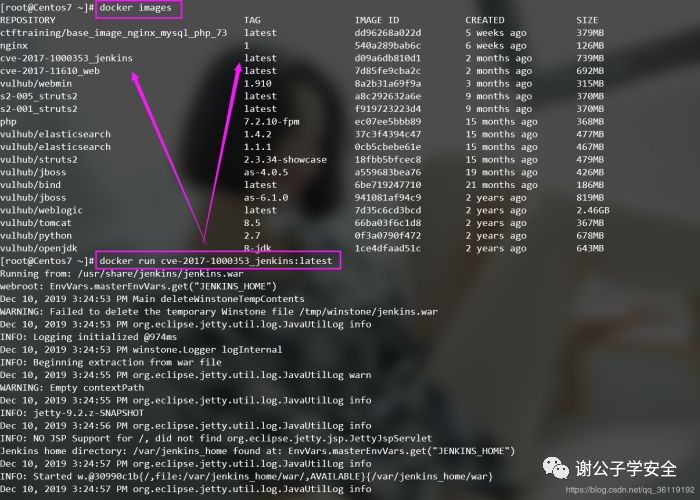 [root@Centos7 ~]# docker images
REPOSITORY TAG IMAGE ID CREATED SIZE
ctftraining/base_image_nginx_mysql_php_73 latest dd96268a022d 5 weeks ago 379MB
nginx 1 540a289bab6c 6 weeks ago 126MB
cve-2017-1000353_jenkins latest d09a6db810d1 2 months ago 739MB
cve-2017-11610_web latest 7d85fe9cba2c 2 months ago 692MB
vulhub/webmin 1.910 8a2b31a69f9a 3 months ago 315MB
s2-005_struts2 latest a8c292632a6e 9 months ago 370MB
s2-001_struts2 latest f919723223d4 9 months ago 370MB
php 7.2.10-fpm ec07ee5bbb89 15 months ago 368MB
vulhub/elasticsearch 1.4.2 37c3f4394c47 15 months ago 477MB
vulhub/elasticsearch 1.1.1 0cb5cbebe61e 15 months ago 467MB
vulhub/struts2 2.3.34-showcase 18fbb5bfcec8 15 months ago 479MB
vulhub/jboss as-4.0.5 a559683bea76 19 months ago 426MB
vulhub/bind latest 6be719247710 21 months ago 186MB
vulhub/jboss as-6.1.0 941081af94c9 2 years ago 819MB
vulhub/weblogic latest 7d35c6cd3bcd 2 years ago 2.46GB
vulhub/tomcat 8.5 66ba03f6c1d8 2 years ago 367MB
vulhub/python 2.7 0f3a0790f472 2 years ago 678MB
vulhub/openjdk 8-jdk 1ce4dfaad51c 2 years ago 643MB
[root@Centos7 ~]# docker run cve-2017-1000353_jenkins:latest
Running from: /usr/share/jenkins/jenkins.war
webroot: EnvVars.masterEnvVars.get("JENKINS_HOME")
Dec 10, 2019 3:24:53 PM Main deleteWinstoneTempContents
WARNING: Failed to delete the temporary Winstone file /tmp/winstone/jenkins.war
Dec 10, 2019 3:24:53 PM org.eclipse.jetty.util.log.JavaUtilLog info
INFO: Logging initialized @974ms
Dec 10, 2019 3:24:53 PM winstone.Logger logInternal
INFO: Beginning extraction from war file
Dec 10, 2019 3:24:55 PM org.eclipse.jetty.util.log.JavaUtilLog warn
WARNING: Empty contextPath
Dec 10, 2019 3:24:55 PM org.eclipse.jetty.util.log.JavaUtilLog info
INFO: jetty-9.2.z-SNAPSHOT
Dec 10, 2019 3:24:56 PM org.eclipse.jetty.util.log.JavaUtilLog info
INFO: NO JSP Support for /, did not find org.eclipse.jetty.jsp.JettyJspServlet
Jenkins home directory: /var/jenkins_home found at: EnvVars.masterEnvVars.get("JENKINS_HOME")
Dec 10, 2019 3:24:57 PM org.eclipse.jetty.util.log.JavaUtilLog info
INFO: Started w.@30990c1b{/,file:/var/jenkins_home/war/,AVAILABLE}{/var/jenkins_home/war}
Dec 10, 2019 3:24:57 PM org.eclipse.jetty.util.log.JavaUtilLog info
谢公子学安全
https://blog.csdn.net/qq_36119192